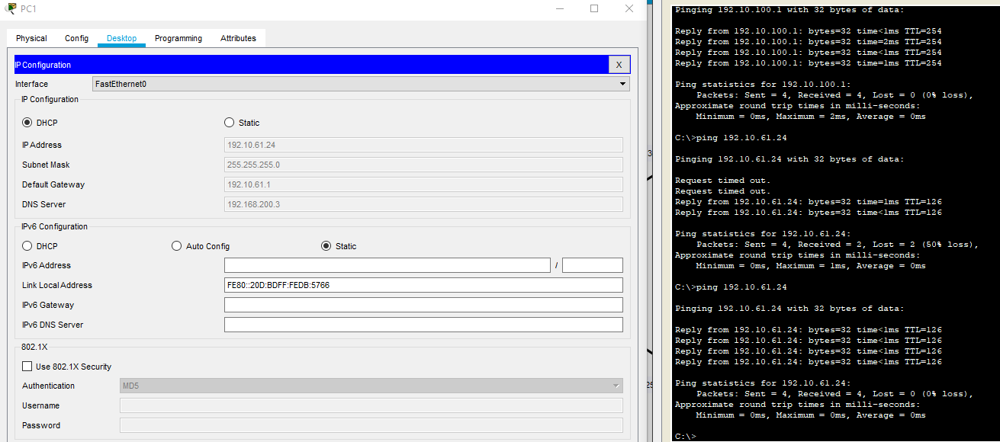 PC1
Physical Config Desktop Programming Attributes
IP Configuration X
Interface FastEthernet0
IP Configuration
DHCP Static
IP Address 192.10.61.24
Subnet Mask 255.255.255.0
Default Gateway 192.10.61.1
DNS Server 192.168.200.3
IPv6 Configuration
DHCP Auto Config Static
IPv6 Address /
Link Local Address FE80::20D:BDFF:FEDB:5766
IPv6 Gateway
IPv6 DNS Server
802.1X
Use 802.1X Security
Authentication MD5
Username
Password
3
25
Pinging 192.10.100.1 with 32 bytes of data:
Reply from 192.10.100.1: bytes=32 time<1ms TTL=254
Reply from 192.10.100.1: bytes=32 time=2ms TTL=254
Reply from 192.10.100.1: bytes=32 time<1ms TTL=254
Reply from 192.10.100.1: bytes=32 time=1ms TTL=254
Ping statistics for 192.10.100.1:
Packets: Sent = 4, Received = 4, Lost = 0 (0% loss),
Approximate round trip times in milli-seconds:
Minimum = 0ms, Maximum = 2ms, Average = 0ms
C:\>ping 192.10.61.24
Pinging 192.10.61.24 with 32 bytes of data:
Request timed out.
Request timed out.
Reply from 192.10.61.24: bytes=32 time=1ms TTL=126
Reply from 192.10.61.24: bytes=32 time<1ms TTL=126
Ping statistics for 192.10.61.24:
Packets: Sent = 4, Received = 2, Lost = 2 (50% loss),
Approximate round trip times in milli-seconds:
Minimum = 0ms, Maximum = 1ms, Average = 0ms
C:\>ping 192.10.61.24
Pinging 192.10.61.24 with 32 bytes of data:
Reply from 192.10.61.24: bytes=32 time<1ms TTL=126
Reply from 192.10.61.24: bytes=32 time<1ms TTL=126
Reply from 192.10.61.24: bytes=32 time<1ms TTL=126
Reply from 192.10.61.24: bytes=32 time<1ms TTL=126
Ping statistics for 192.10.61.24:
Packets: Sent = 4, Received = 4, Lost = 0 (0% loss),
Approximate round trip times in milli-seconds:
Minimum = 0ms, Maximum = 0ms, Average = 0ms
C:\>